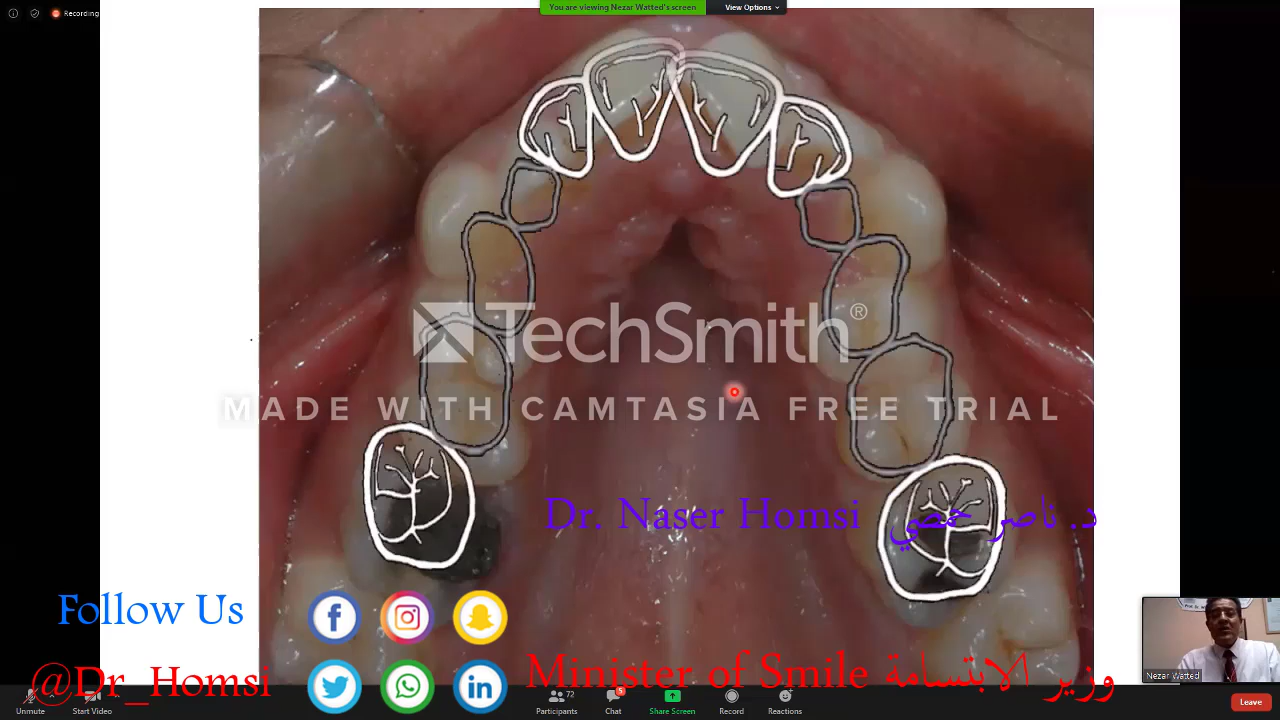 Recording
You are viewing Nezar Watted's screen
View Options
TechSmith®
MADE WITH CAMTASIA FREE TRIAL
Dr. Naser Homsi د. ناصر حمصي
Follow Us
@Dr_Homsi
Minister of Smile وزير الابتسامة
Nezar Watted
Unmute
Start Video
Participants
72
Chat
5
Share Screen
Record
Reactions
Leave